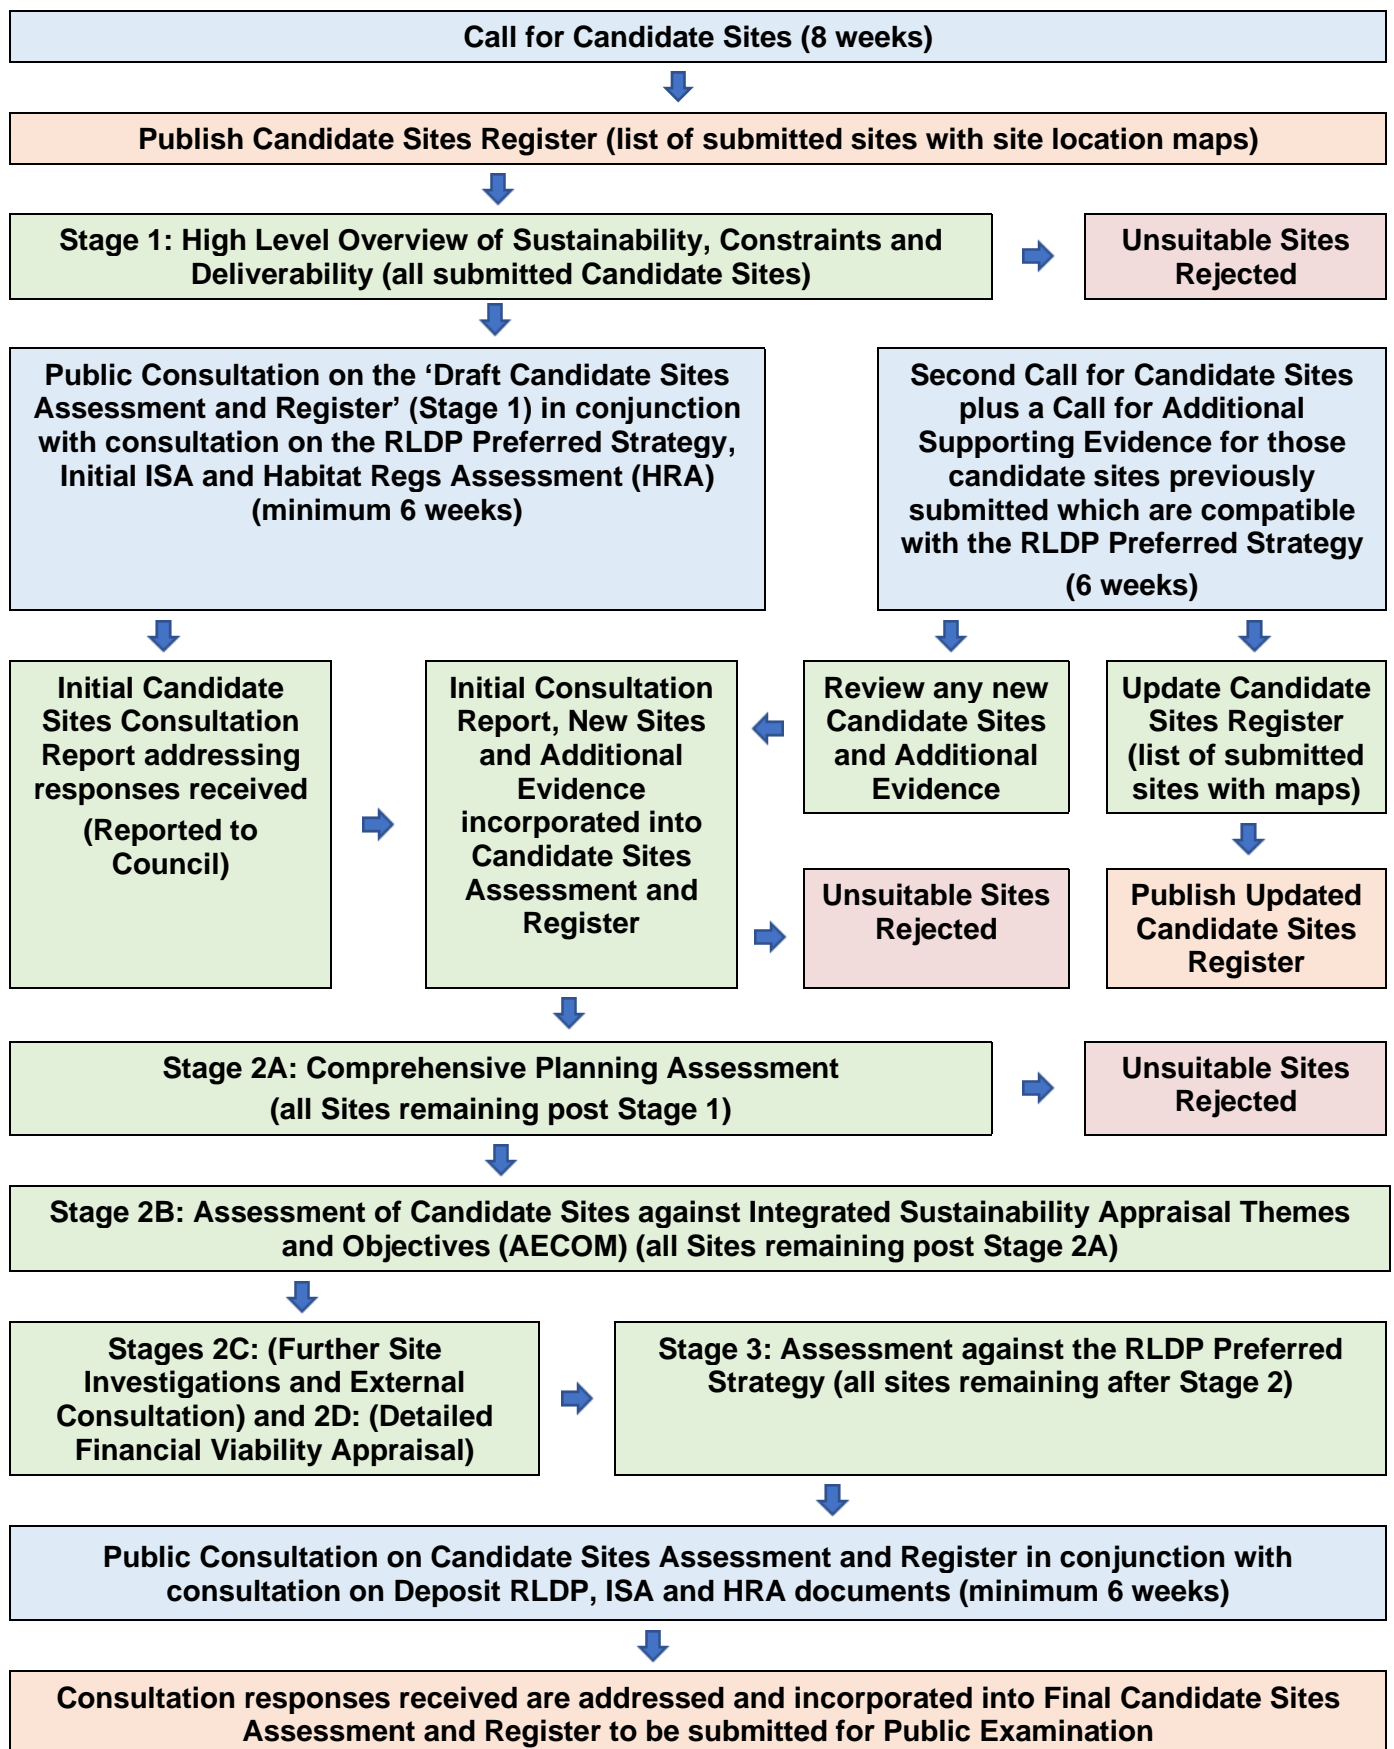 Call for Candidate Sites (8 weeks)
Publish Candidate Sites Register (list of submitted sites with site location maps)
Stage 1: High Level Overview of Sustainability, Constraints and
Deliverability (all submitted Candidate Sites)
Unsuitable Sites
Rejected
Public Consultation on the ‘Draft Candidate Sites
Assessment and Register’ (Stage 1) in conjunction
with consultation on the RLDP Preferred Strategy,
Initial ISA and Habitat Regs Assessment (HRA)
(minimum 6 weeks)
Second Call for Candidate Sites
plus a Call for Additional
Supporting Evidence for those
candidate sites previously
submitted which are compatible
with the RLDP Preferred Strategy
(6 weeks)
Initial Candidate
Sites Consultation
Report addressing
responses received
(Reported to
Council)
Initial Consultation
Report, New Sites
and Additional
Evidence
incorporated into
Candidate Sites
Assessment and
Register
Review any new
Candidate Sites
and Additional
Evidence
Update Candidate
Sites Register
(list of submitted
sites with maps)
Unsuitable Sites
Rejected
Publish Updated
Candidate Sites
Register
Stage 2A: Comprehensive Planning Assessment
(all Sites remaining post Stage 1)
Unsuitable Sites
Rejected
Stage 2B: Assessment of Candidate Sites against Integrated Sustainability Appraisal Themes
and Objectives (AECOM) (all Sites remaining post Stage 2A)
Stages 2C: (Further Site
Investigations and External
Consultation) and 2D: (Detailed
Financial Viability Appraisal)
Stage 3: Assessment against the RLDP Preferred
Strategy (all sites remaining after Stage 2)
Public Consultation on Candidate Sites Assessment and Register in conjunction with
consultation on Deposit RLDP, ISA and HRA documents (minimum 6 weeks)
Consultation responses received are addressed and incorporated into Final Candidate Sites
Assessment and Register to be submitted for Public Examination